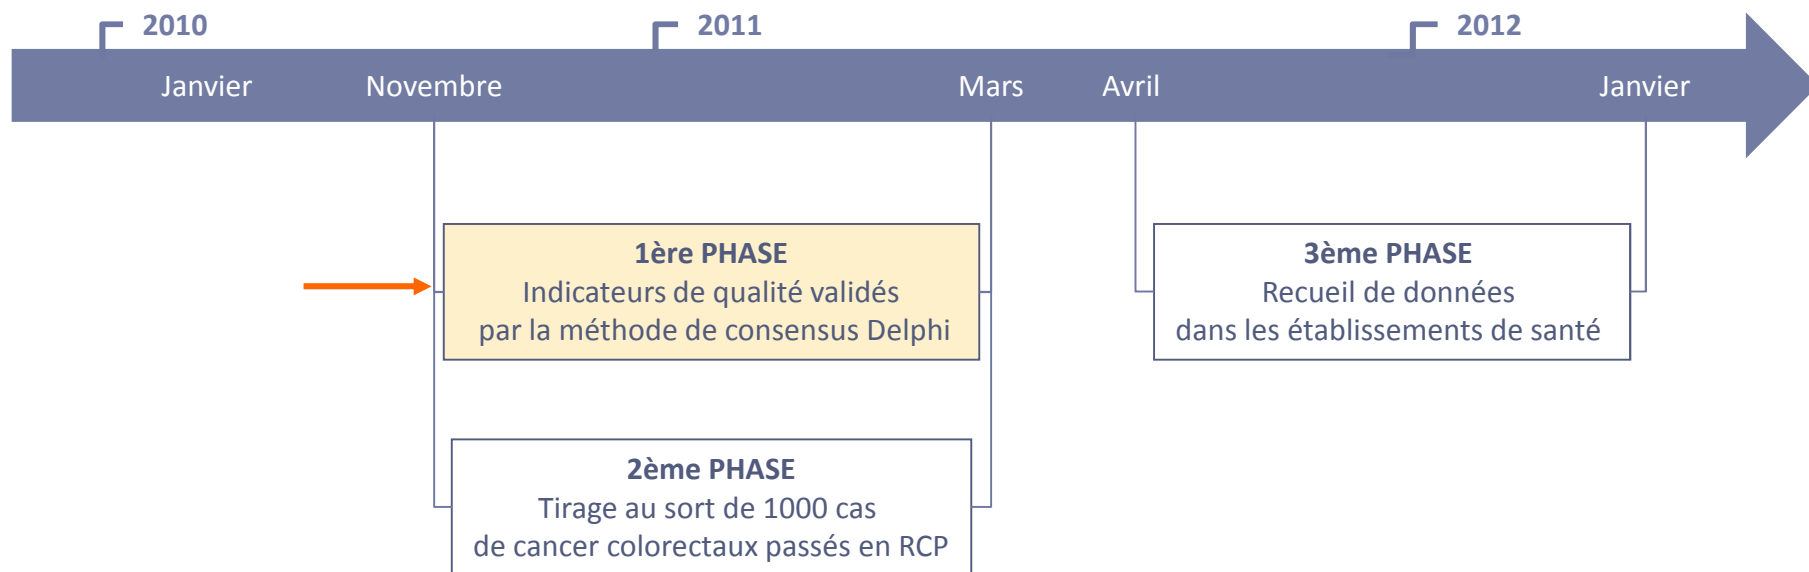 2010
2011
2012
Janvier
Novembre
Mars
Avril
Janvier
1ère PHASE
Indicateurs de qualité validés
par la méthode de consensus Delphi
3ème PHASE
Recueil de données
dans les établissements de santé
2ème PHASE
Tirage au sort de 1000 cas
de cancer colorectaux passés en RCP